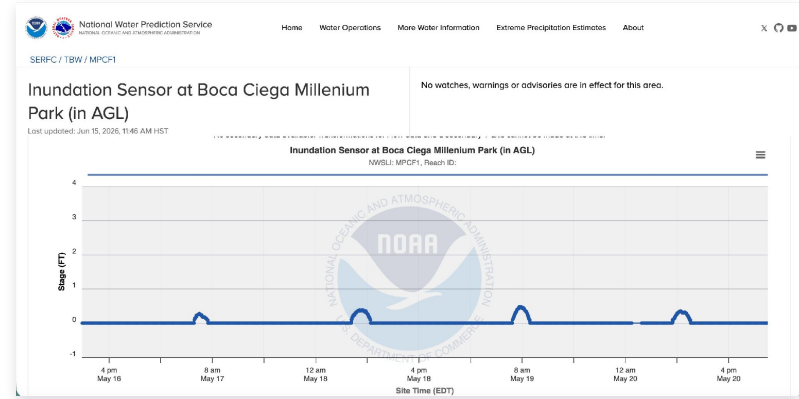 National Water Prediction Service
NATIONAL OCEANIC AND ATMOSPHERIC ADMINISTRATION
Home Water Operations More Water Information Extreme Precipitation Estimates About
SERFC / TBW / MPCF1
Inundation Sensor at Boca Ciega Millenium
Park (in AGL)
Last updated: Jun 15, 2026, 11:46 AM HST
No watches, warnings or advisories are in effect for this area.
Inundation Sensor at Boca Ciega Millenium Park (in AGL)
NWSLI: MPCF1, Reach ID:
4
3
2
1
0
-1
Stage (FT)
NATIONAL OCEANIC AND ATMOSPHERIC ADMINISTRATION
NOAA
U.S. DEPARTMENT OF COMMERCE
4 pm 8 am 12 am 4 pm 8 am 12 am 4 pm
May 16 May 17 May 18 May 18 May 19 May 20 May 20
Site Time (EDT)